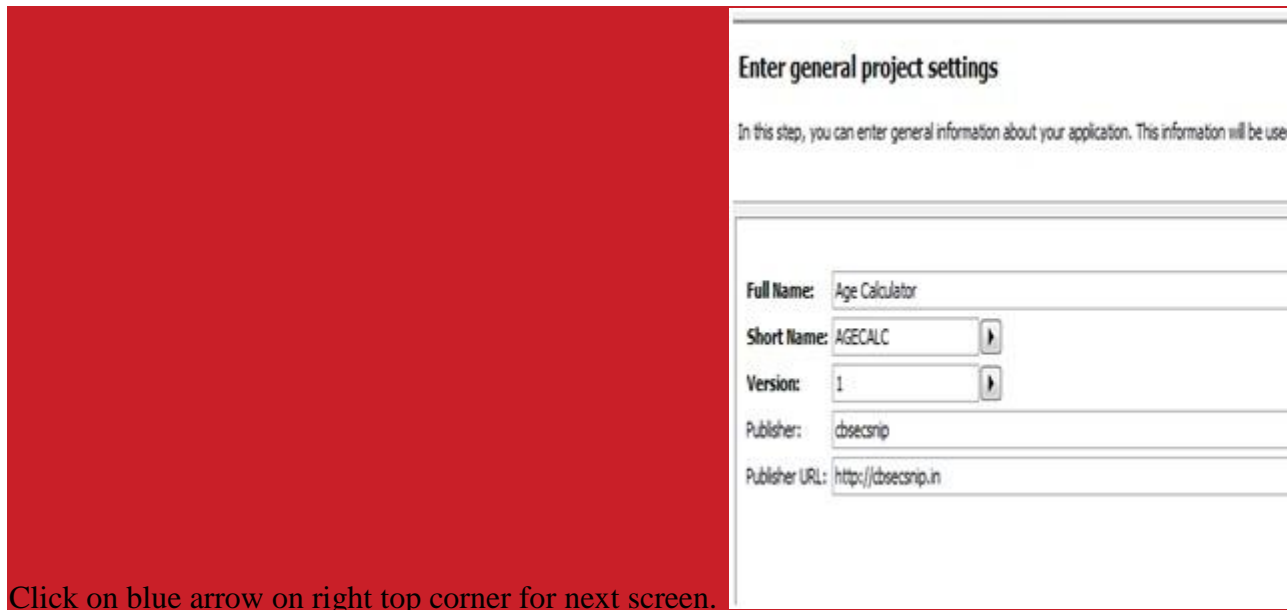 Enter general project settings
In this step, you can enter general information about your application. This information will be use
Full Name: Age Calculator
Short Name: AGECALC
Version: 1
Publisher: cbsecsnip
Publisher URL: http://cbsecsnip.in
Click on blue arrow on right top corner for next screen.